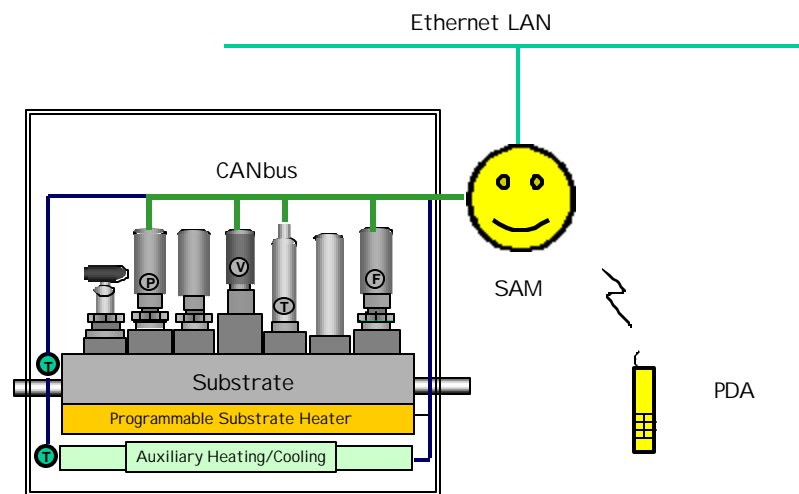 Ethernet LAN
CANbus
P
V
T
F
SAM
T
Substrate
PDA
Programmable Substrate Heater
T
Auxiliary Heating/Cooling